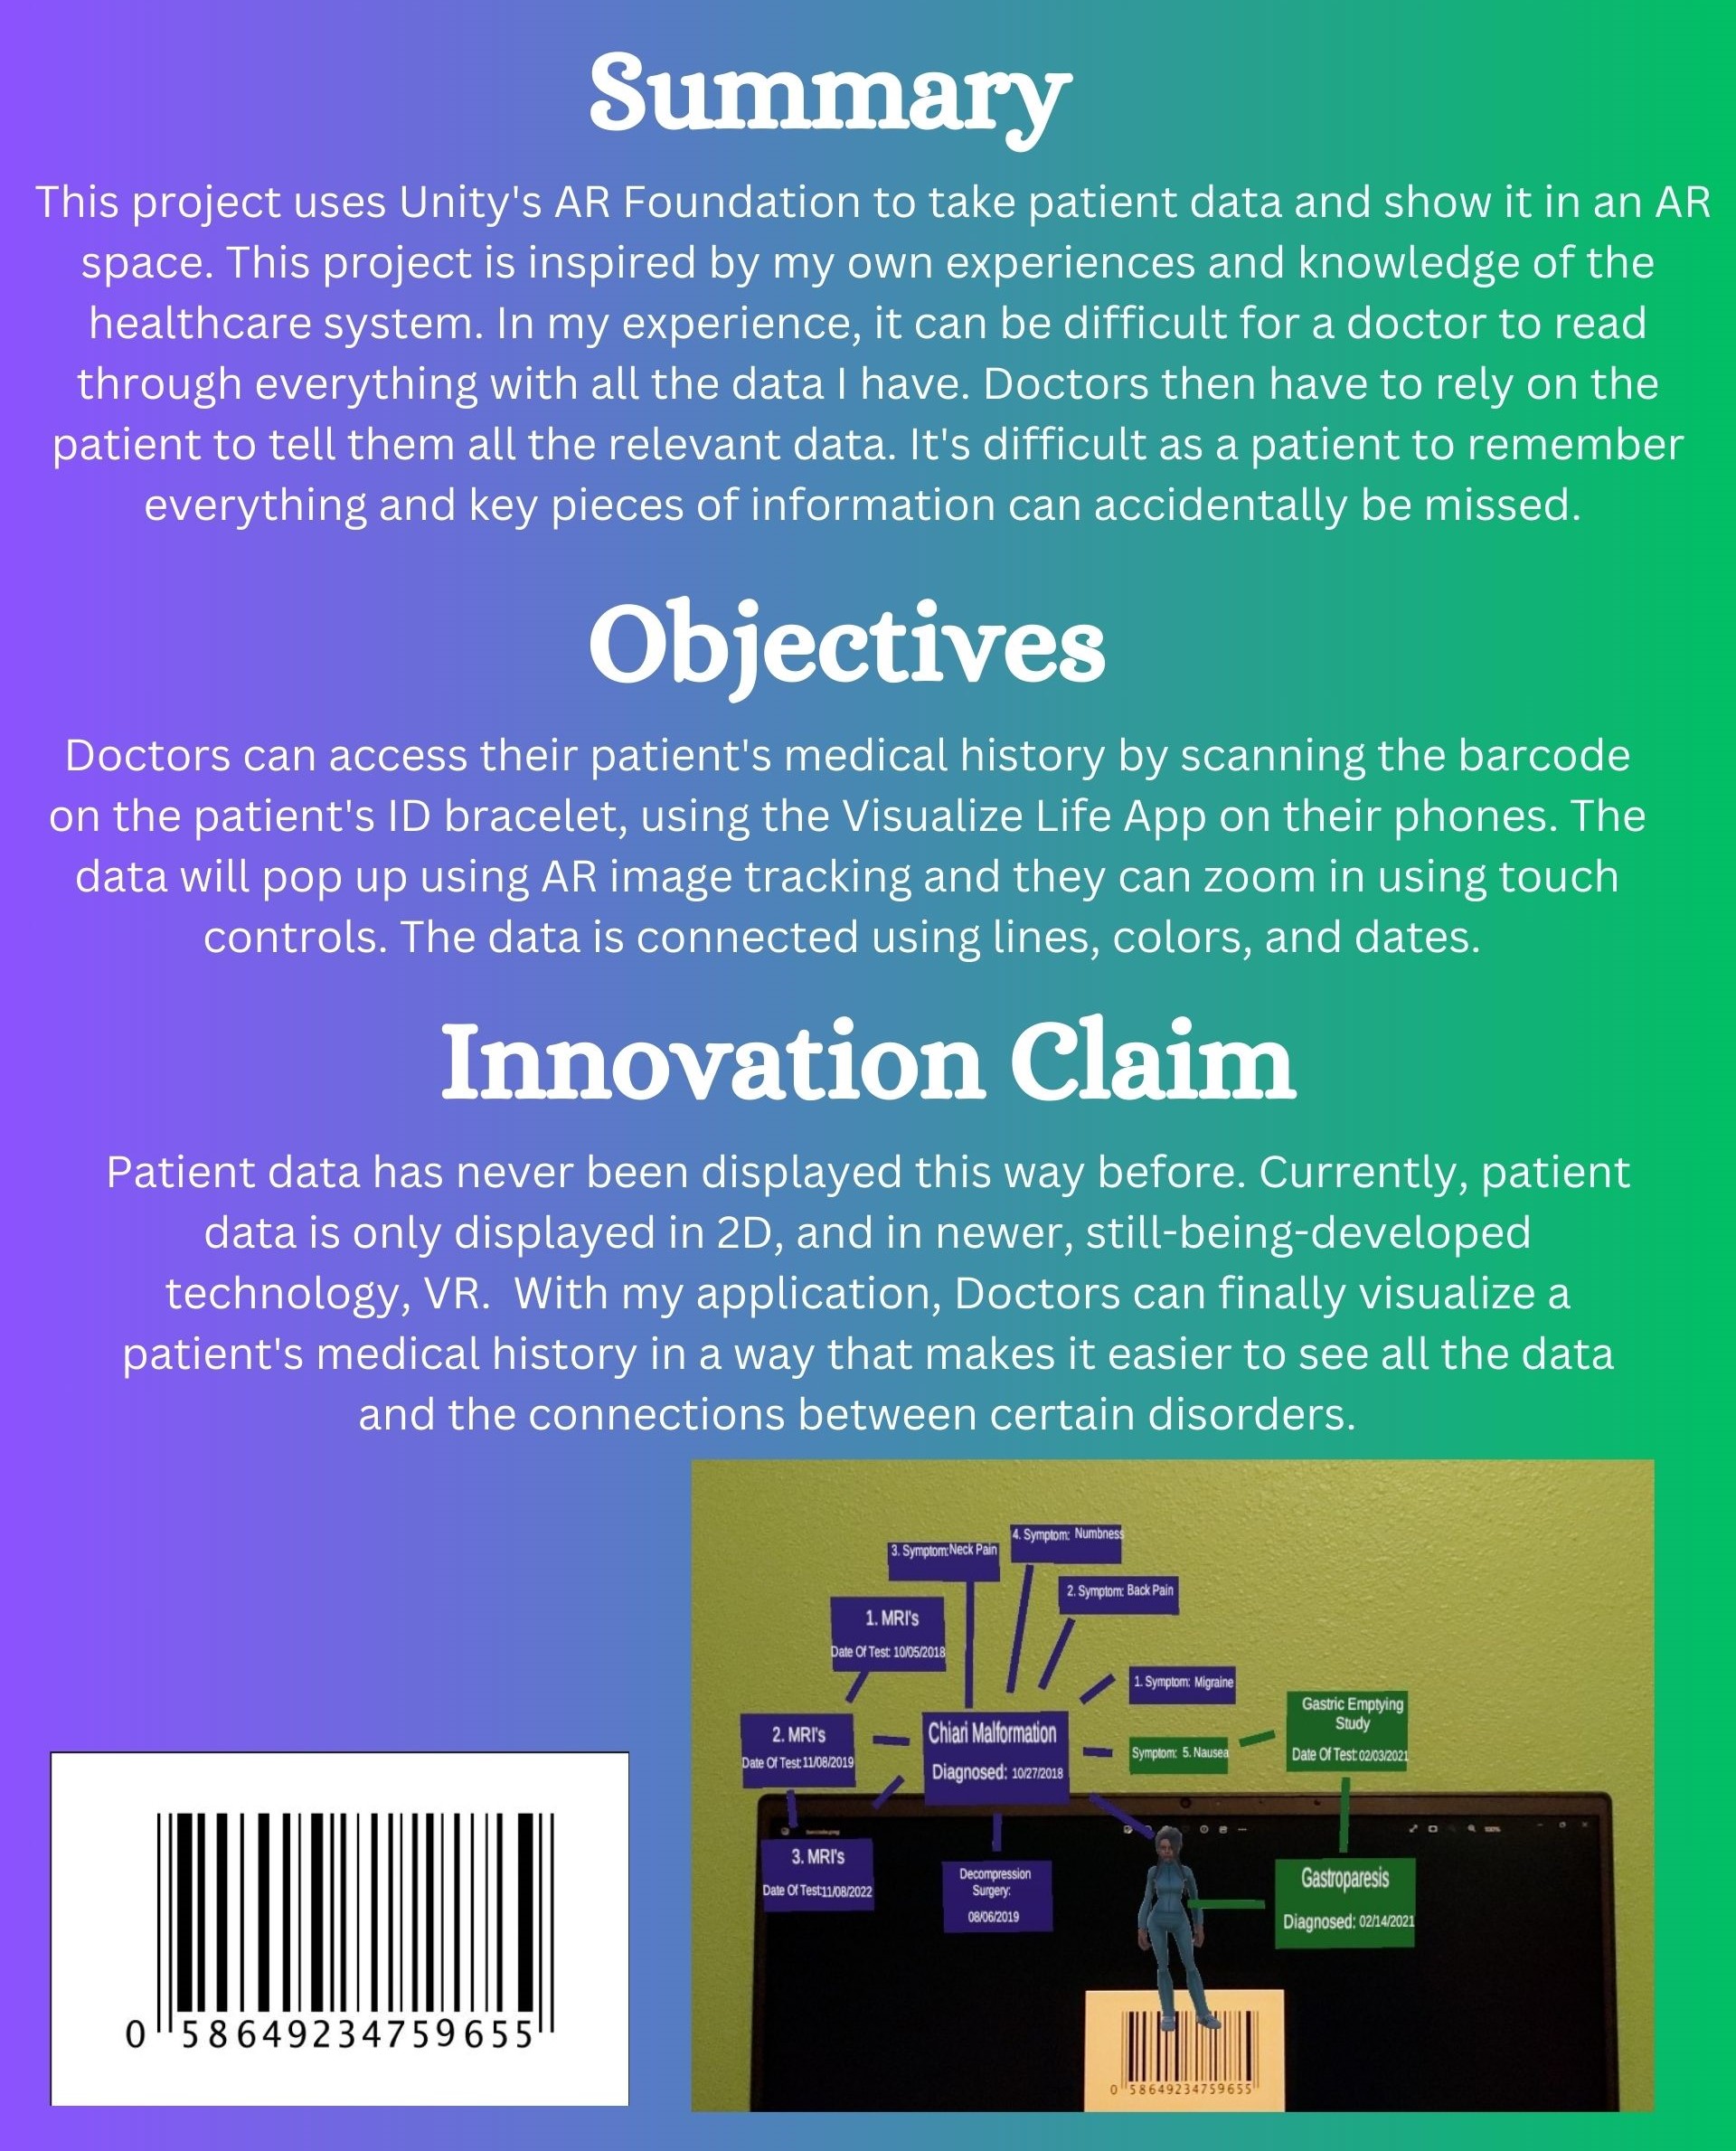 Summary
This project uses Unity's AR Foundation to take patient data and show it in an AR
space. This project is inspired by my own experiences and knowledge of the
healthcare system. In my experience, it can be difficult for a doctor to read
through everything with all the data I have. Doctors then have to rely on the
patient to tell them all the relevant data. It's difficult as a patient to remember
everything and key pieces of information can accidentally be missed.
Objectives
Doctors can access their patient's medical history by scanning the barcode
on the patient's ID bracelet, using the Visualize Life App on their phones. The
data will pop up using AR image tracking and they can zoom in using touch
controls. The data is connected using lines, colors, and dates.
Innovation Claim
Patient data has never been displayed this way before. Currently, patient
data is only displayed in 2D, and in newer, still-being-developed
technology, VR.  With my application, Doctors can finally visualize a
patient's medical history in a way that makes it easier to see all the data
and the connections between certain disorders.
0 58649234759655
4. Symptom: Numbness
3. Symptom: Neck Pain
2. Symptom: Back Pain
1. MRI's
Date Of Test: 10/05/2018
1. Symptom: Migraine
2. MRI's
Date Of Test: 11/08/2019
Chiari Malformation
Diagnosed: 10/27/2018
Symptom: 5. Nausea
Gastric Emptying
Study
Date Of Test: 02/03/2021
3. MRI's
Date Of Test: 11/08/2022
Decompression
Surgery:
08/06/2019
Gastroparesis
Diagnosed: 02/14/2021
100%
0 58649234759655